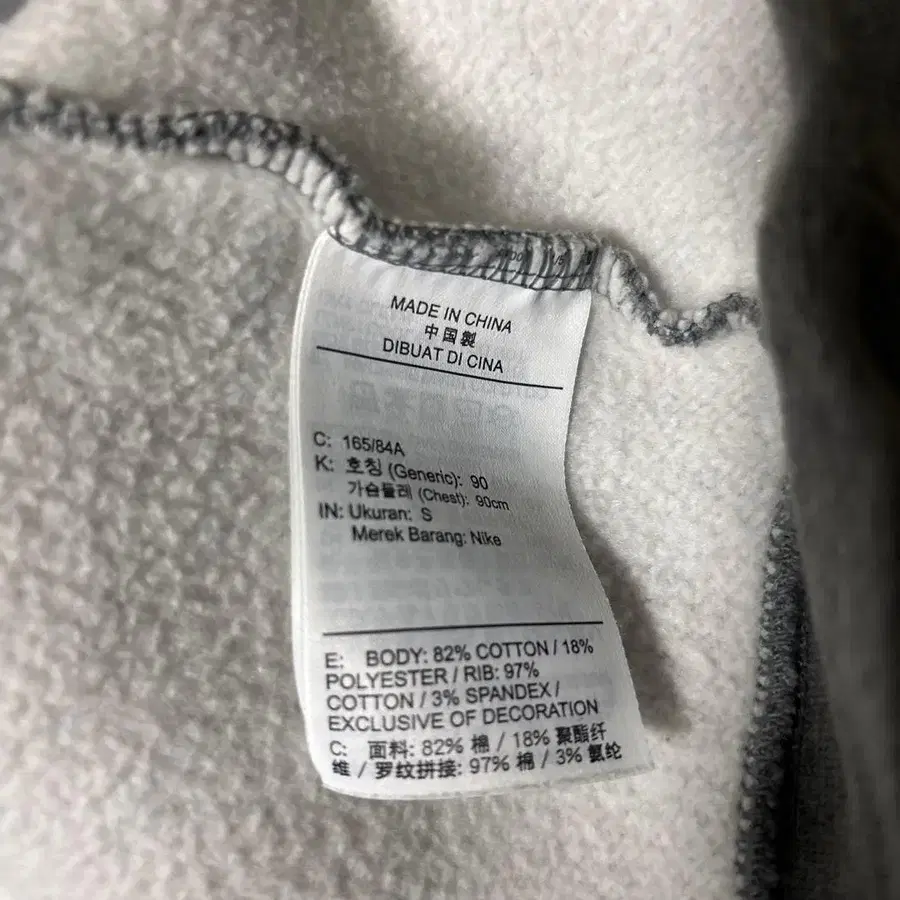 MADE IN CHINA
中国製
DIBUAT DI CINA
C: 165/84A
K: 호칭 (Generic): 90
가슴둘레 (Chest): 90cm
IN: Ukuran: S
Merek Barang: Nike
E: BODY: 82% COTTON / 18%
POLYESTER / RIB: 97%
COTTON / 3% SPANDEX /
EXCLUSIVE OF DECORATION
C: 面料: 82% 棉 / 18% 聚酯纤
维 / 罗纹拼接: 97% 棉 / 3% 氨纶